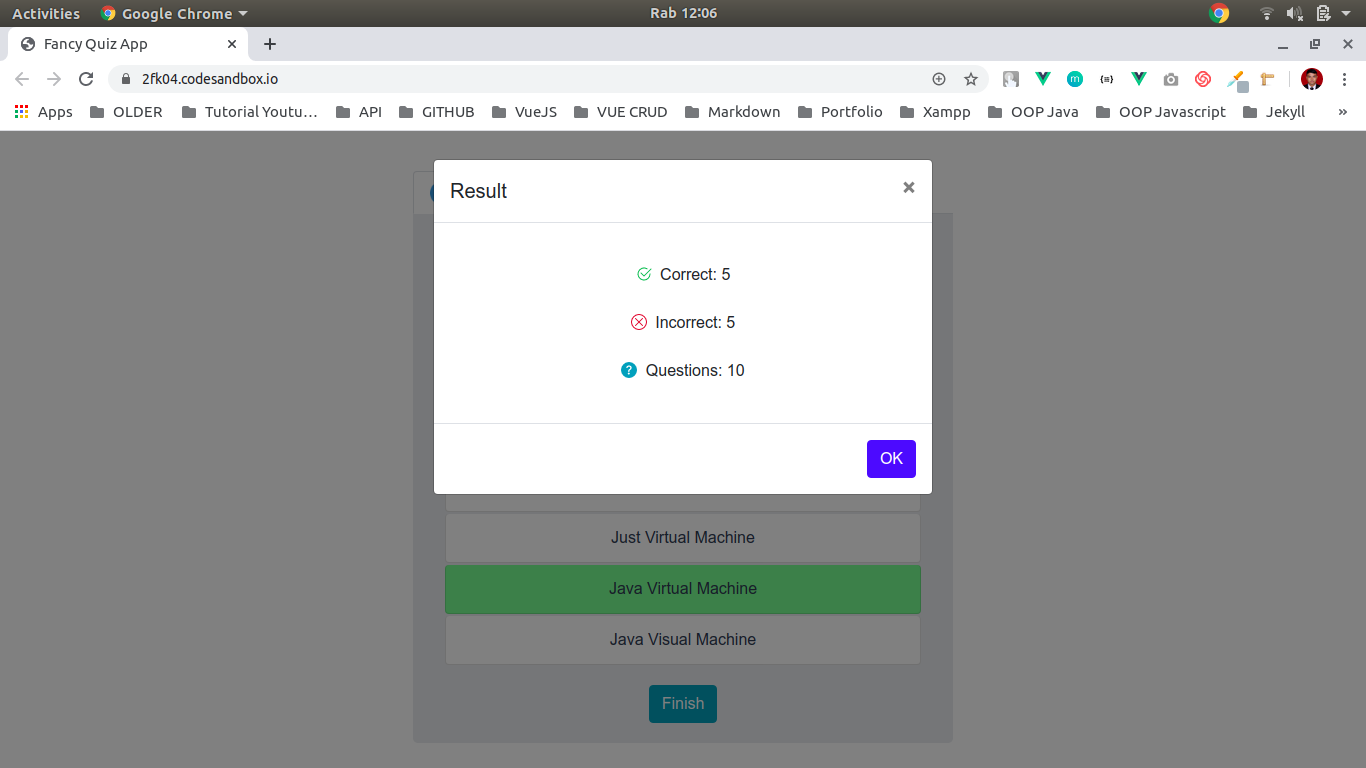 Activities Google Chrome Rab 12:06
Fancy Quiz App
2fk04.codesandbox.io
Apps OLDER Tutorial Youtu… API GITHUB VueJS VUE CRUD Markdown Portfolio Xampp OOP Java OOP Javascript Jekyll »
Result ×
Correct: 5
Incorrect: 5
? Questions: 10
OK
Just Virtual Machine
Java Virtual Machine
Java Visual Machine
Finish